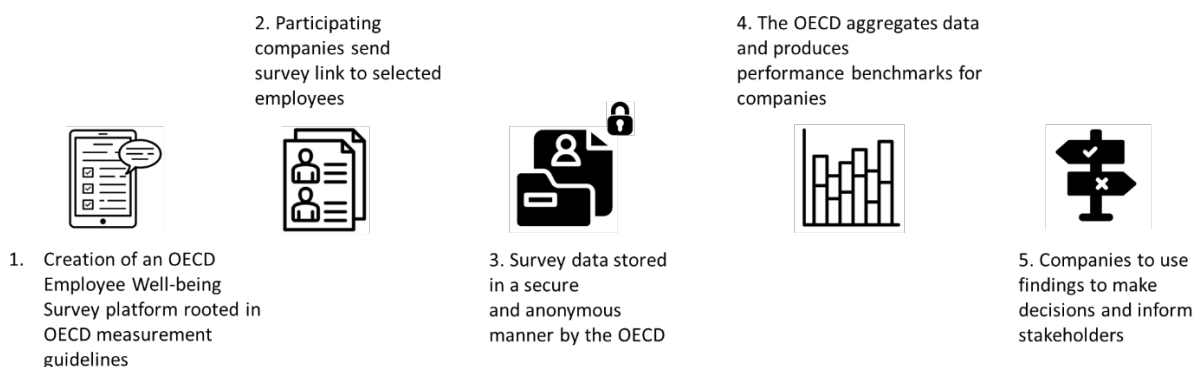 1. Creation of an OECD
Employee Well-being
Survey platform rooted in
OECD measurement
guidelines
2. Participating
companies send
survey link to selected
employees
3. Survey data stored
in a secure
and anonymous
manner by the OECD
4. The OECD aggregates data
and produces
performance benchmarks for
companies
5. Companies to use
findings to make
decisions and inform
stakeholders